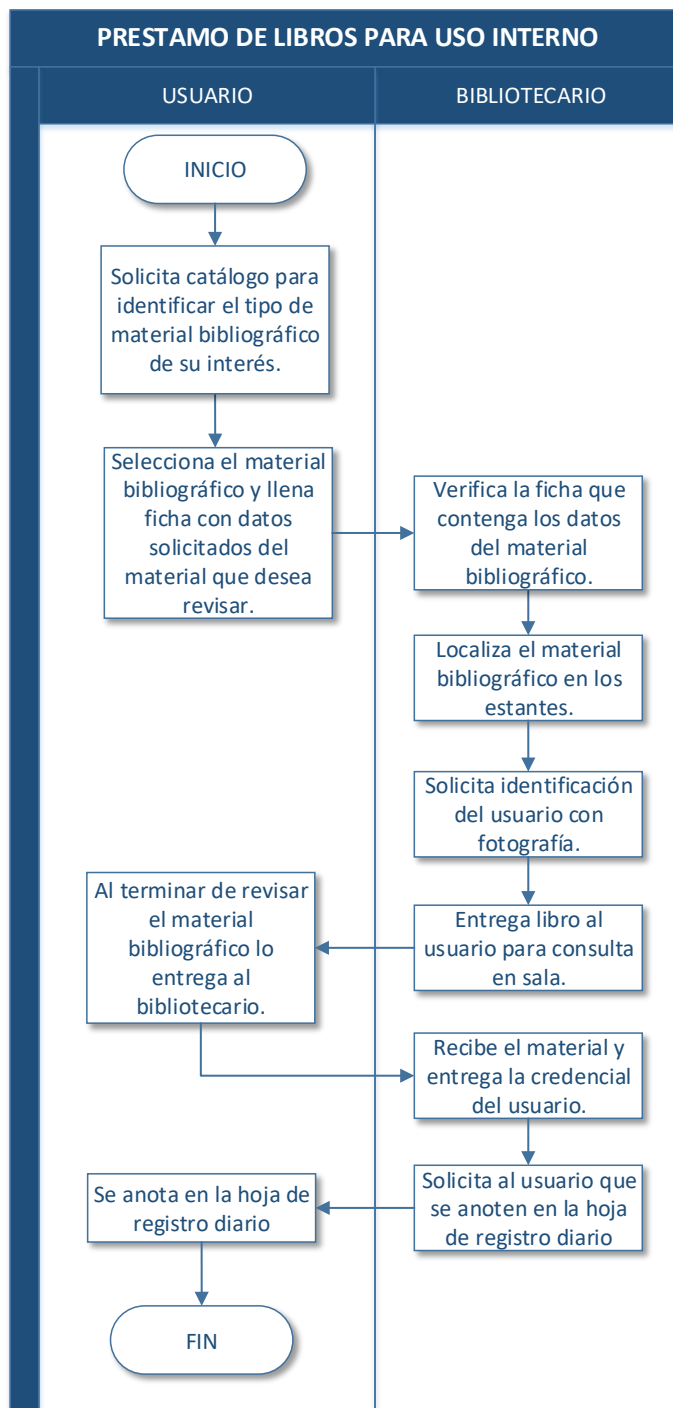 PRESTAMO DE LIBROS PARA USO INTERNO
USUARIO
BIBLIOTECARIO
INICIO
Solicita catálogo para
identificar el tipo de
material bibliográfico
de su interés.
Selecciona el material
bibliográfico y llena
ficha con datos
solicitados del
material que desea
revisar.
Verifica la ficha que
contenga los datos
del material
bibliográfico.
Localiza el material
bibliográfico en los
estantes.
Solicita identificación
del usuario con
fotografía.
Entrega libro al
usuario para consulta
en sala.
Al terminar de revisar
el material
bibliográfico lo
entrega al
bibliotecario.
Recibe el material y
entrega la credencial
del usuario.
Solicita al usuario que
se anoten en la hoja
de registro diario
Se anota en la hoja de
registro diario
FIN